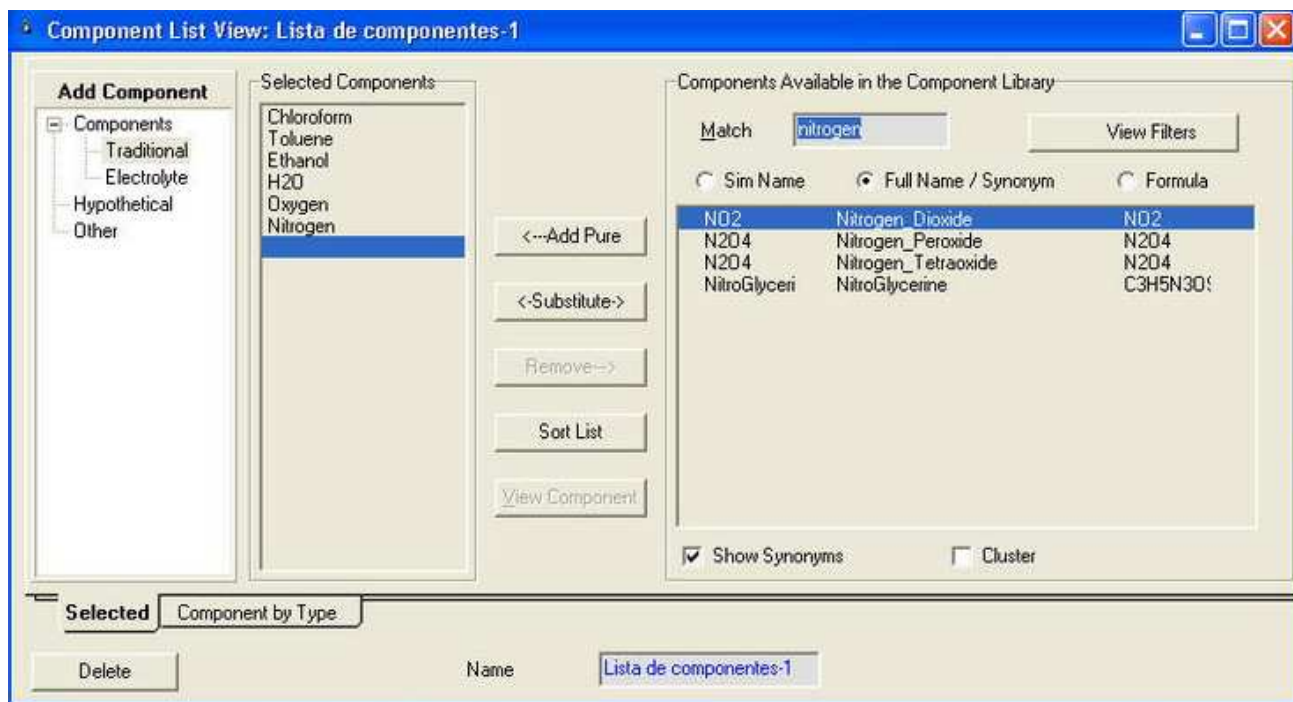 Component List View: Lista de componentes-1
Add Component
Components
Traditional
Electrolyte
Hypothetical
Other
Selected Components
Chloroform
Toluene
Ethanol
H2O
Oxygen
Nitrogen
<---Add Pure
<-Substitute->
Remove-->
Sort List
View Component
Components Available in the Component Library
Match nitrogen View Filters
Sim Name Full Name / Synonym Formula
NO2 Nitrogen_Dioxide NO2
N2O4 Nitrogen_Peroxide N2O4
N2O4 Nitrogen_Tetraoxide N2O4
NitroGlyceri NitroGlycerine
Show Synonyms Cluster
Selected Component by Type
Delete Name Lista de componentes-1